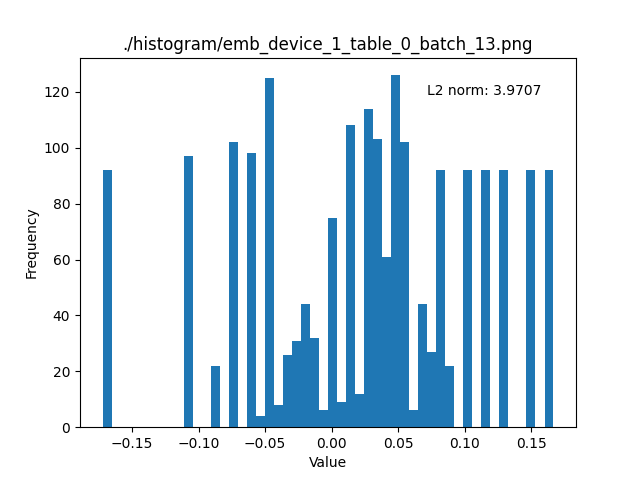 ./histogram/emb_device_1_table_0_batch_13.png
L2 norm: 3.9707
Frequency
120
100
80
60
40
20
0
−0.15 −0.10 −0.05 0.00 0.05 0.10 0.15
Value